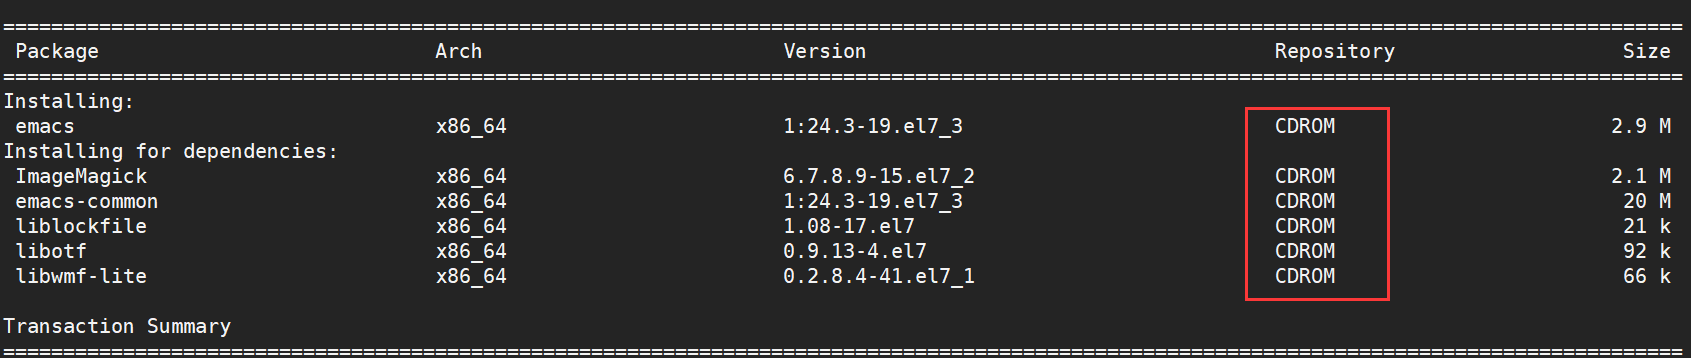 ================================================================================
Package Arch Version Repository Size
================================================================================
Installing:
emacs x86_64 1:24.3-19.el7_3 CDROM 2.9 M
Installing for dependencies:
ImageMagick x86_64 6.7.8.9-15.el7_2 CDROM 2.1 M
emacs-common x86_64 1:24.3-19.el7_3 CDROM 20 M
liblockfile x86_64 1.08-17.el7 CDROM 21 k
libotf x86_64 0.9.13-4.el7 CDROM 92 k
libwmf-lite x86_64 0.2.8.4-41.el7_1 CDROM 66 k
Transaction Summary
================================================================================